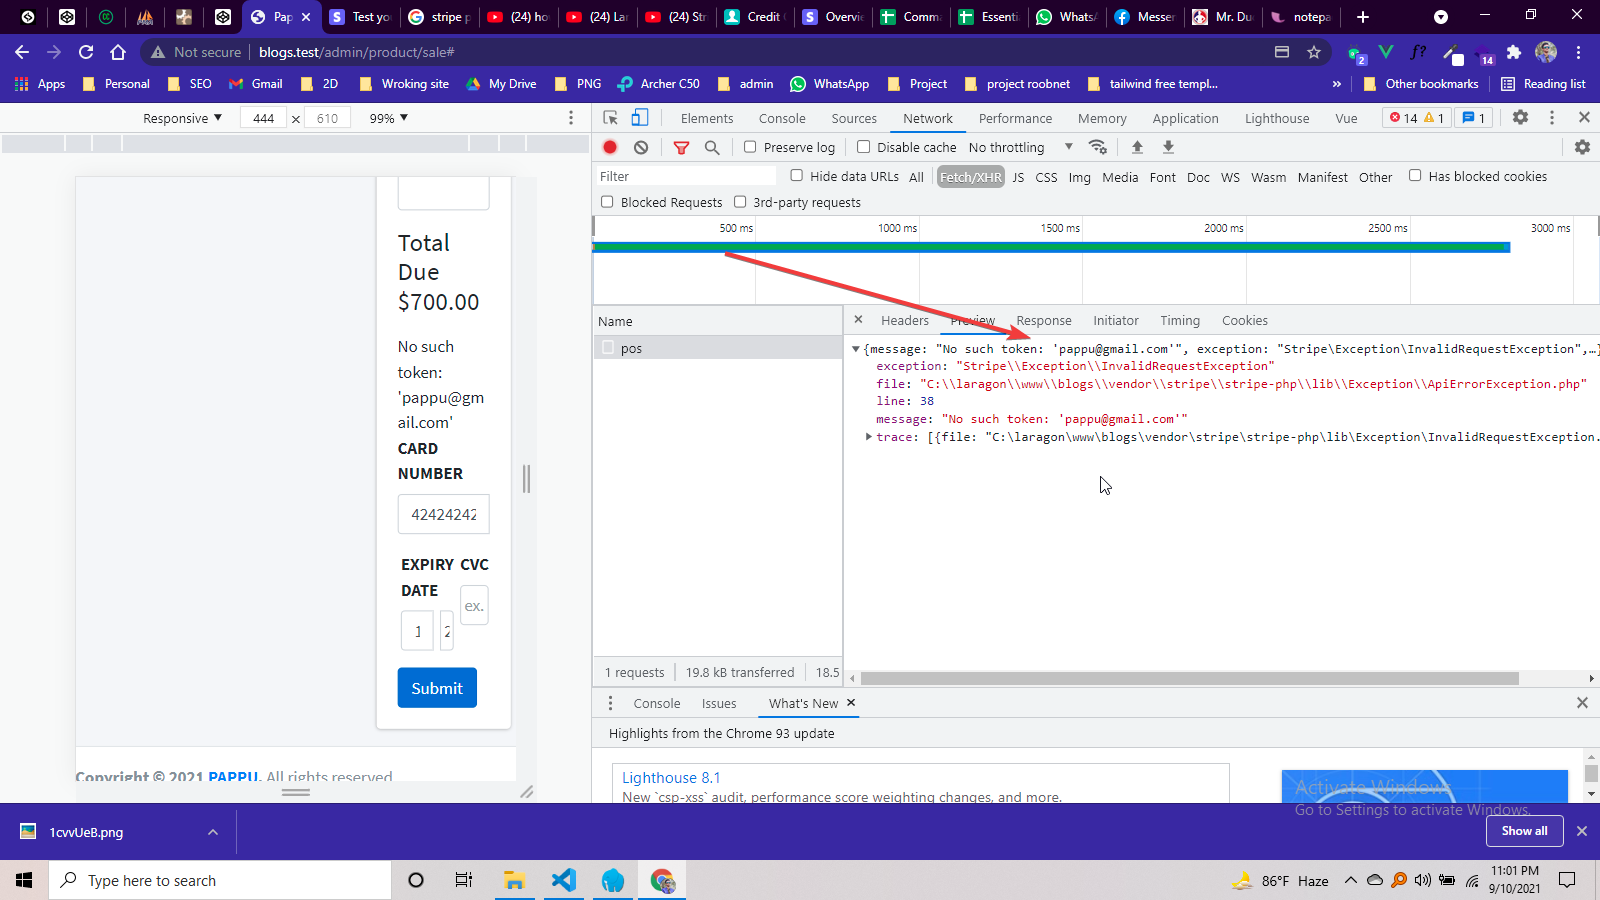 Pap
Test yo
stripe p
(24) ho
(24) Lar
(24) Str
Credit
Overvie
Comma
Essenti
WhatsA
Messen
Mr. Du
notepa
Not secure
blogs.test/admin/product/sale#
2
f?
14
Apps
Personal
SEO
Gmail
2D
Wroking site
My Drive
PNG
Archer C50
admin
WhatsApp
Project
project roobnet
tailwind free templ...
»
Other bookmarks
Reading list
Responsive ▼
444
x
610
99% ▼
Elements
Console
Sources
Network
Performance
Memory
Application
Lighthouse
Vue
14
1
1
Preserve log
Disable cache
No throttling
Filter
Hide data URLs
All
Fetch/XHR
JS
CSS
Img
Media
Font
Doc
WS
Wasm
Manifest
Other
Has blocked cookies
Blocked Requests
3rd-party requests
500 ms
1000 ms
1500 ms
2000 ms
2500 ms
3000 ms
Total
Due
$700.00
No such
token:
'pappu@gm
ail.com'
CARD
NUMBER
42424242
EXPIRY
DATE
CVC
ex.
1
2
Submit
Copyright © 2021 PAPPU. All rights reserved
Name
pos
Headers
Preview
Response
Initiator
Timing
Cookies
▼{message: "No such token: 'pappu@gmail.com'", exception: "Stripe\Exception\InvalidRequestException",…}
exception: "Stripe\\Exception\\InvalidRequestException"
file: "C:\\laragon\\www\\blogs\\vendor\\stripe\\stripe-php\\lib\\Exception\\ApiErrorException.php"
line: 38
message: "No such token: 'pappu@gmail.com'"
▶ trace: [{file: "C:\laragon\www\blogs\vendor\stripe\stripe-php\lib\Exception\InvalidRequestException.
1 requests
19.8 kB transferred
18.5
Console
Issues
What's New
Highlights from the Chrome 93 update
Lighthouse 8.1
New `csp-xss` audit, performance score weighting changes, and more.
Activate Windows
Go to Settings to activate Windows.
1cvvUeB.png
Show all
Type here to search
86°F Haze
11:01 PM
9/10/2021